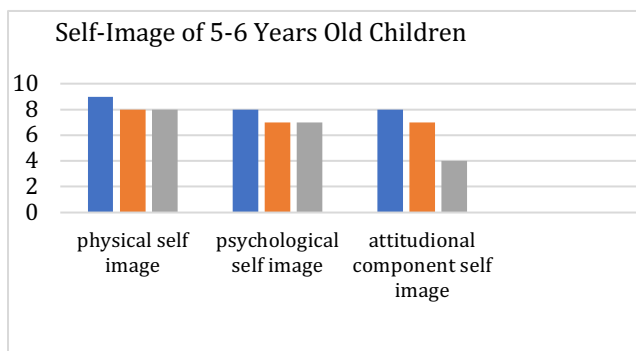 Self-Image of 5-6 Years Old Children
10
8
6
4
2
0
physical self
image
psychological
self image
attitudional
component self
image